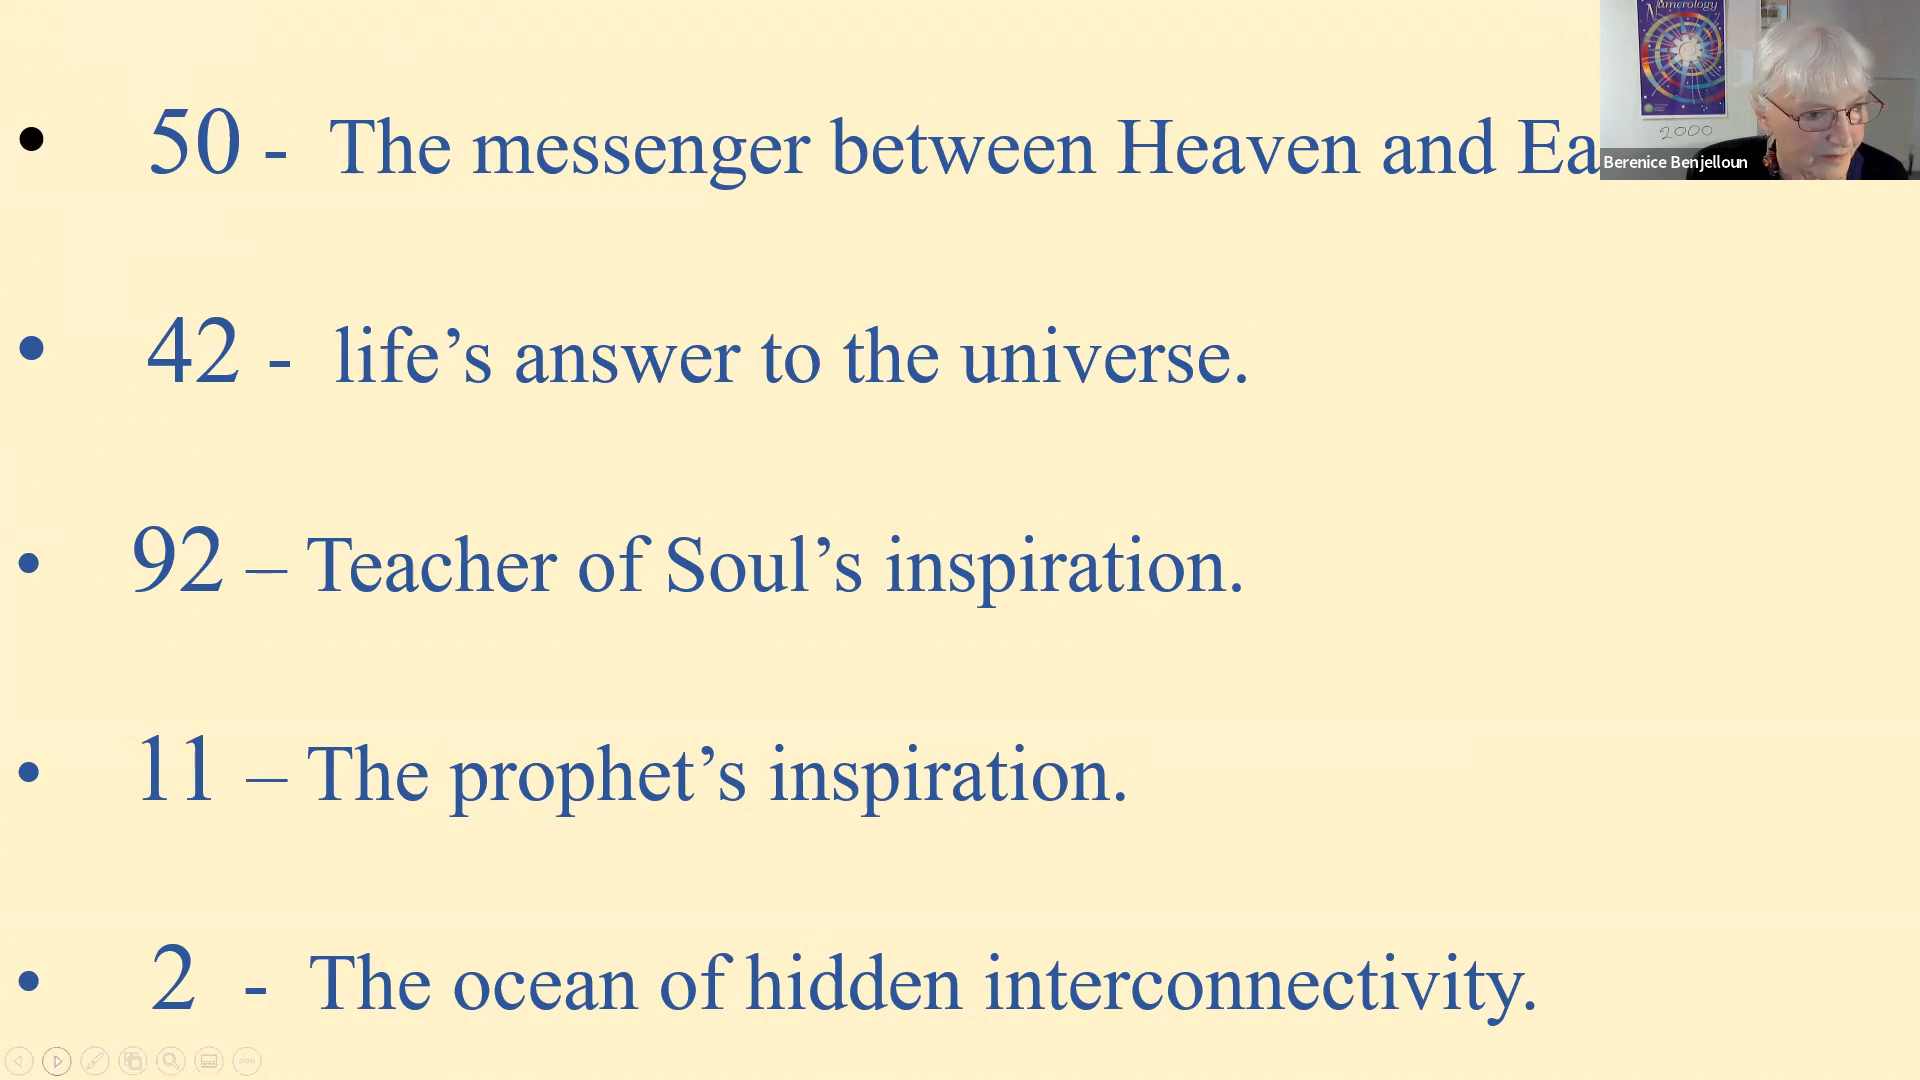 • 50 - The messenger between Heaven and Ea
• 42 - life’s answer to the universe.
• 92 – Teacher of Soul’s inspiration.
• 11 – The prophet’s inspiration.
• 2 - The ocean of hidden interconnectivity.
Numerology
2000
Berenice Benjelloun